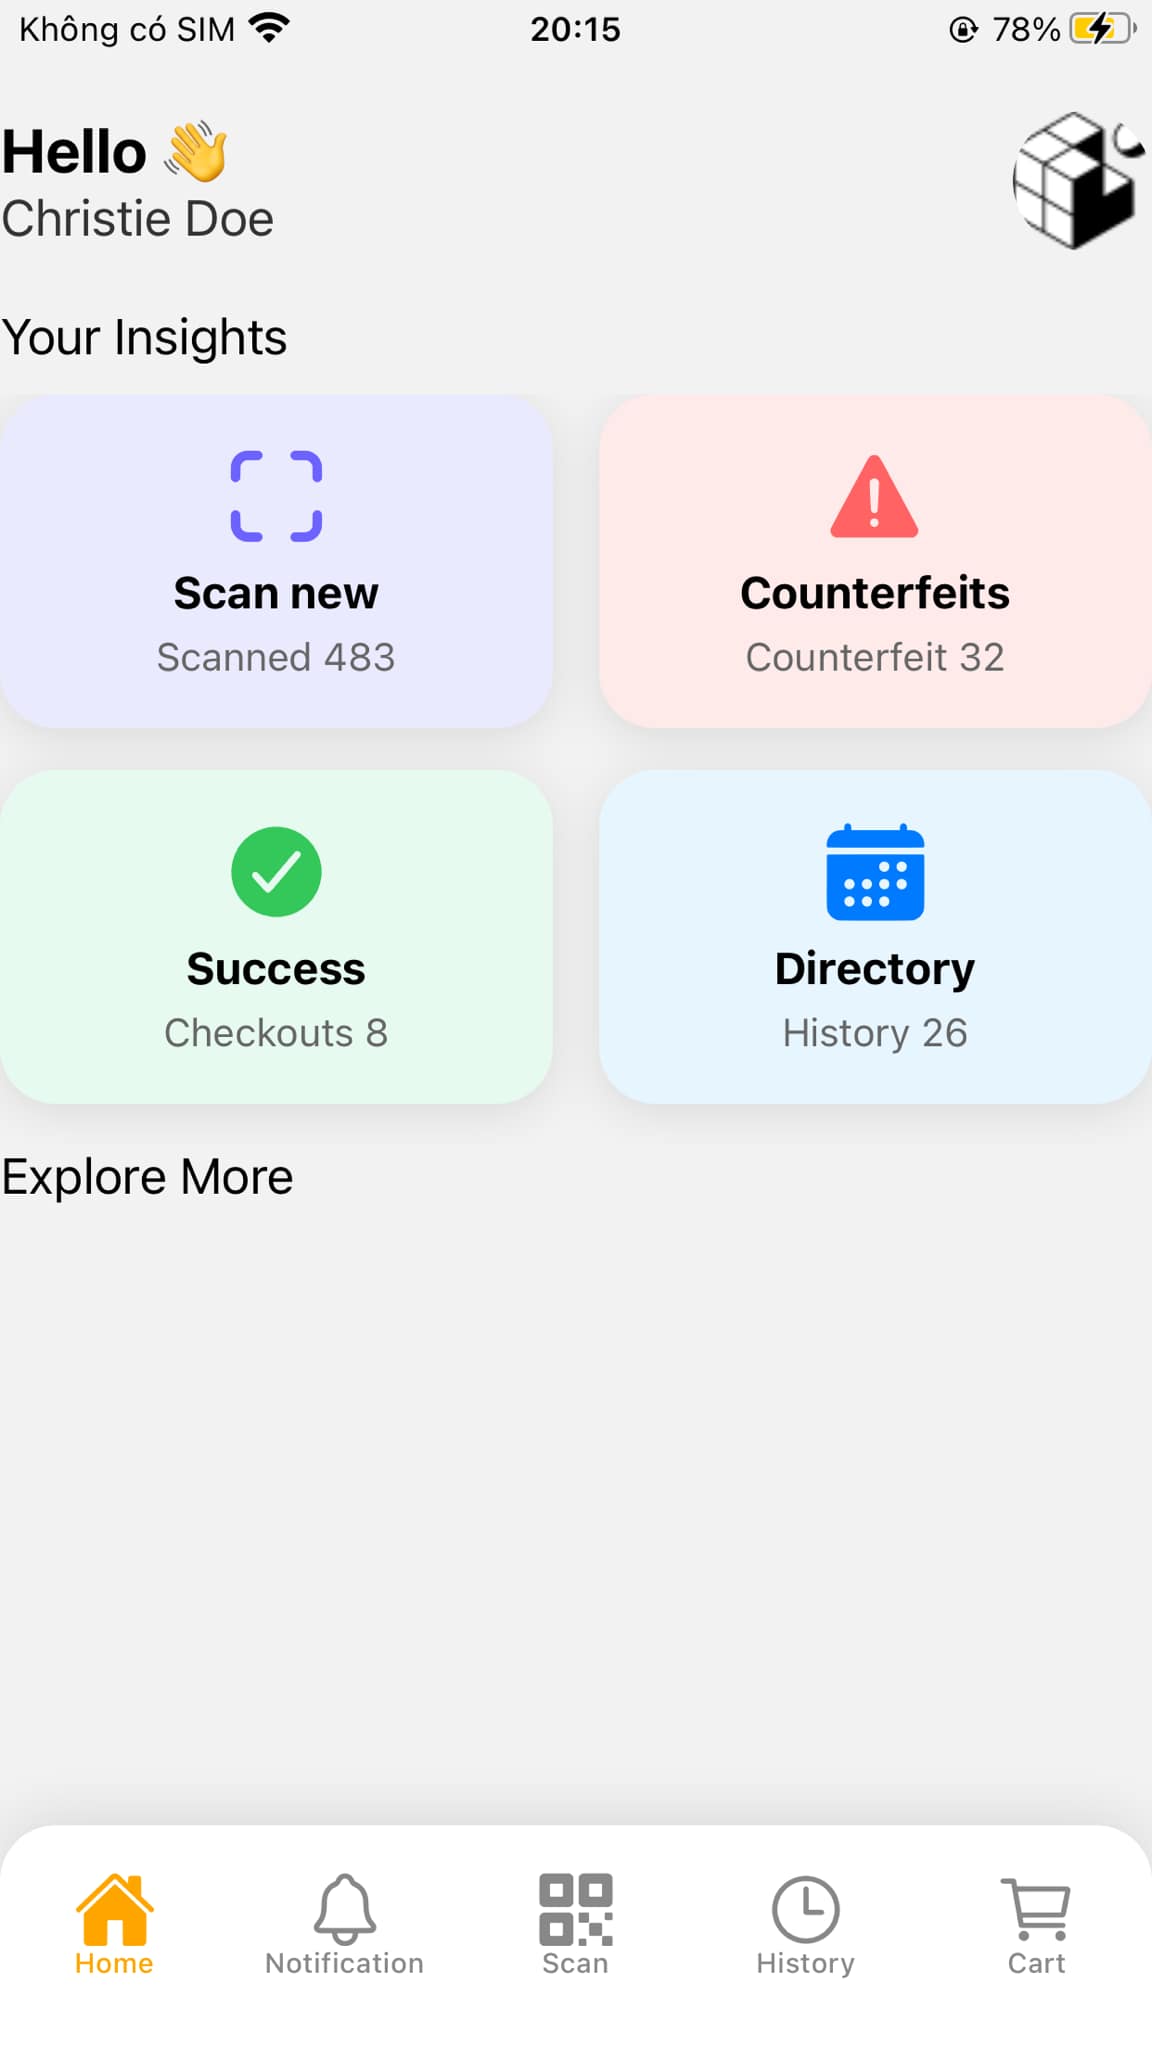 Không có SIM 20:15 78%
Hello 👋
Christie Doe
Your Insights
Scan new
Scanned 483
Counterfeits
Counterfeit 32
Success
Checkouts 8
Directory
History 26
Explore More
Home Notification Scan History Cart